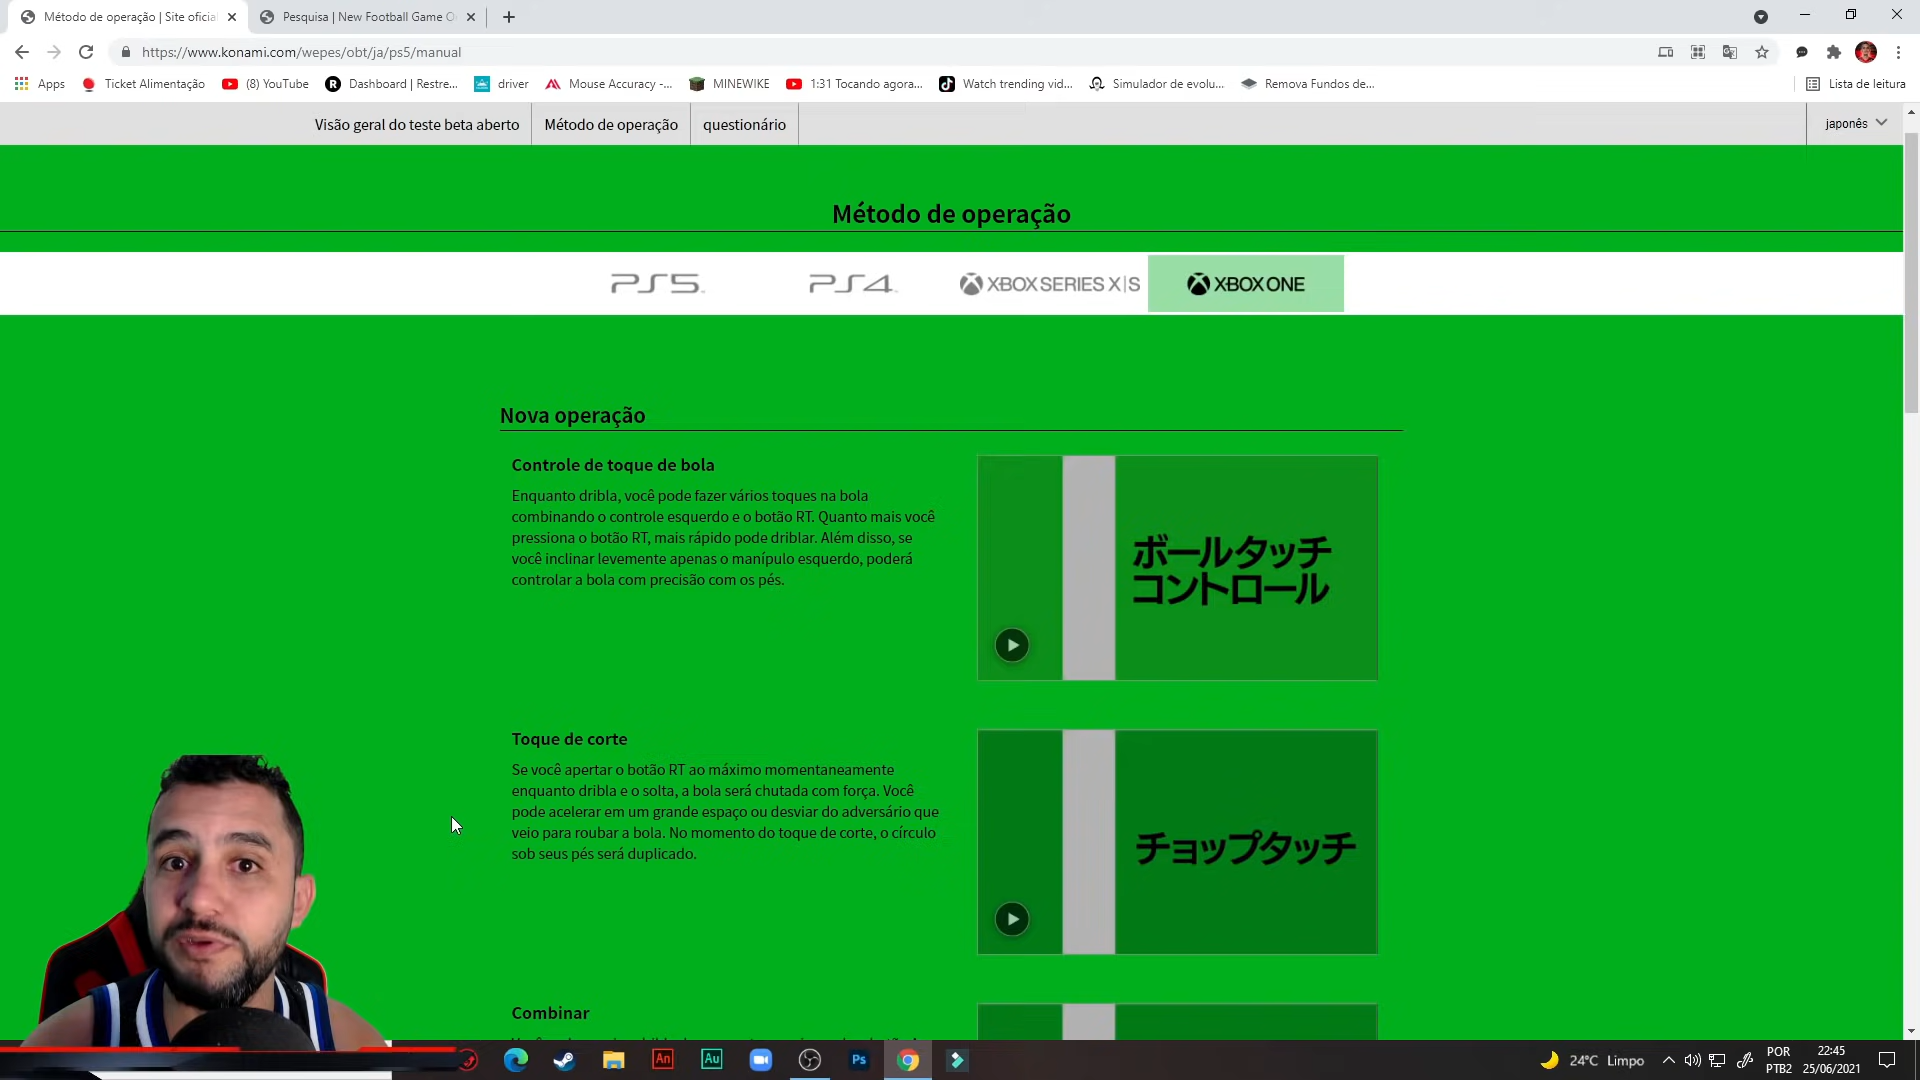 Método de operação | Site oficia
Pesquisa | New Football Game O
https://www.konami.com/wepes/obt/ja/ps5/manual
Apps
Ticket Alimentação
(8) YouTube
Dashboard | Restre...
driver
Mouse Accuracy -...
MINEWIKE
1:31 Tocando agora...
Watch trending vid...
Simulador de evolu...
Remova Fundos de...
Lista de leitura
Visão geral do teste beta aberto
Método de operação
questionário
japonês
Método de operação
PS5
PS4
XBOX SERIES X|S
XBOX ONE
Nova operação
Controle de toque de bola
Enquanto dribla, você pode fazer vários toques na bola
combinando o controle esquerdo e o botão RT. Quanto mais você
pressiona o botão RT, mais rápido pode driblar. Além disso, se
você inclinar levemente apenas o manípulo esquerdo, poderá
controlar a bola com precisão com os pés.
ボールタッチ
コントロール
Toque de corte
Se você apertar o botão RT ao máximo momentaneamente
enquanto dribla e o solta, a bola será chutada com força. Você
pode acelerar em um grande espaço ou desviar do adversário que
veio para roubar a bola. No momento do toque de corte, o círculo
sob seus pés será duplicado.
チョップタッチ
Combinar
An
Au
Ps
24°C Limpo
POR
PTB2
22:45
25/06/2021